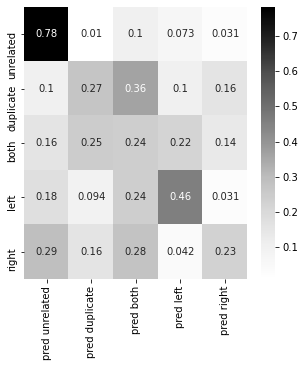 unrelated 0.78 0.01 0.1 0.073 0.031
duplicate 0.1 0.27 0.36 0.1 0.16
both 0.16 0.25 0.24 0.22 0.14
left 0.18 0.094 0.24 0.46 0.031
right 0.29 0.16 0.28 0.042 0.23
pred unrelated
pred duplicate
pred both
pred left
pred right
0.7
0.6
0.5
0.4
0.3
0.2
0.1